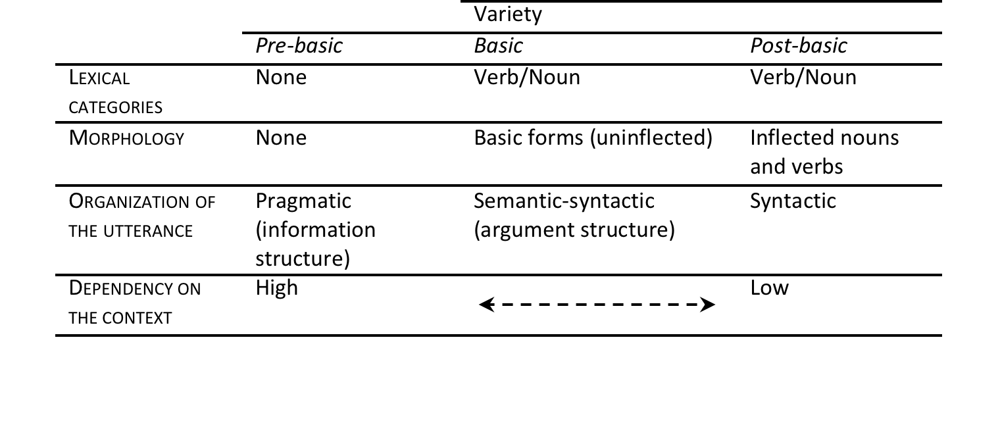 Variety
Pre-basic Basic Post-basic
LEXICAL None Verb/Noun Verb/Noun
CATEGORIES
MORPHOLOGY None Basic forms (uninflected) Inflected nouns
and verbs
ORGANIZATION OF Pragmatic Semantic-syntactic Syntactic
THE UTTERANCE (information (argument structure)
structure)
DEPENDENCY ON High Low
THE CONTEXT